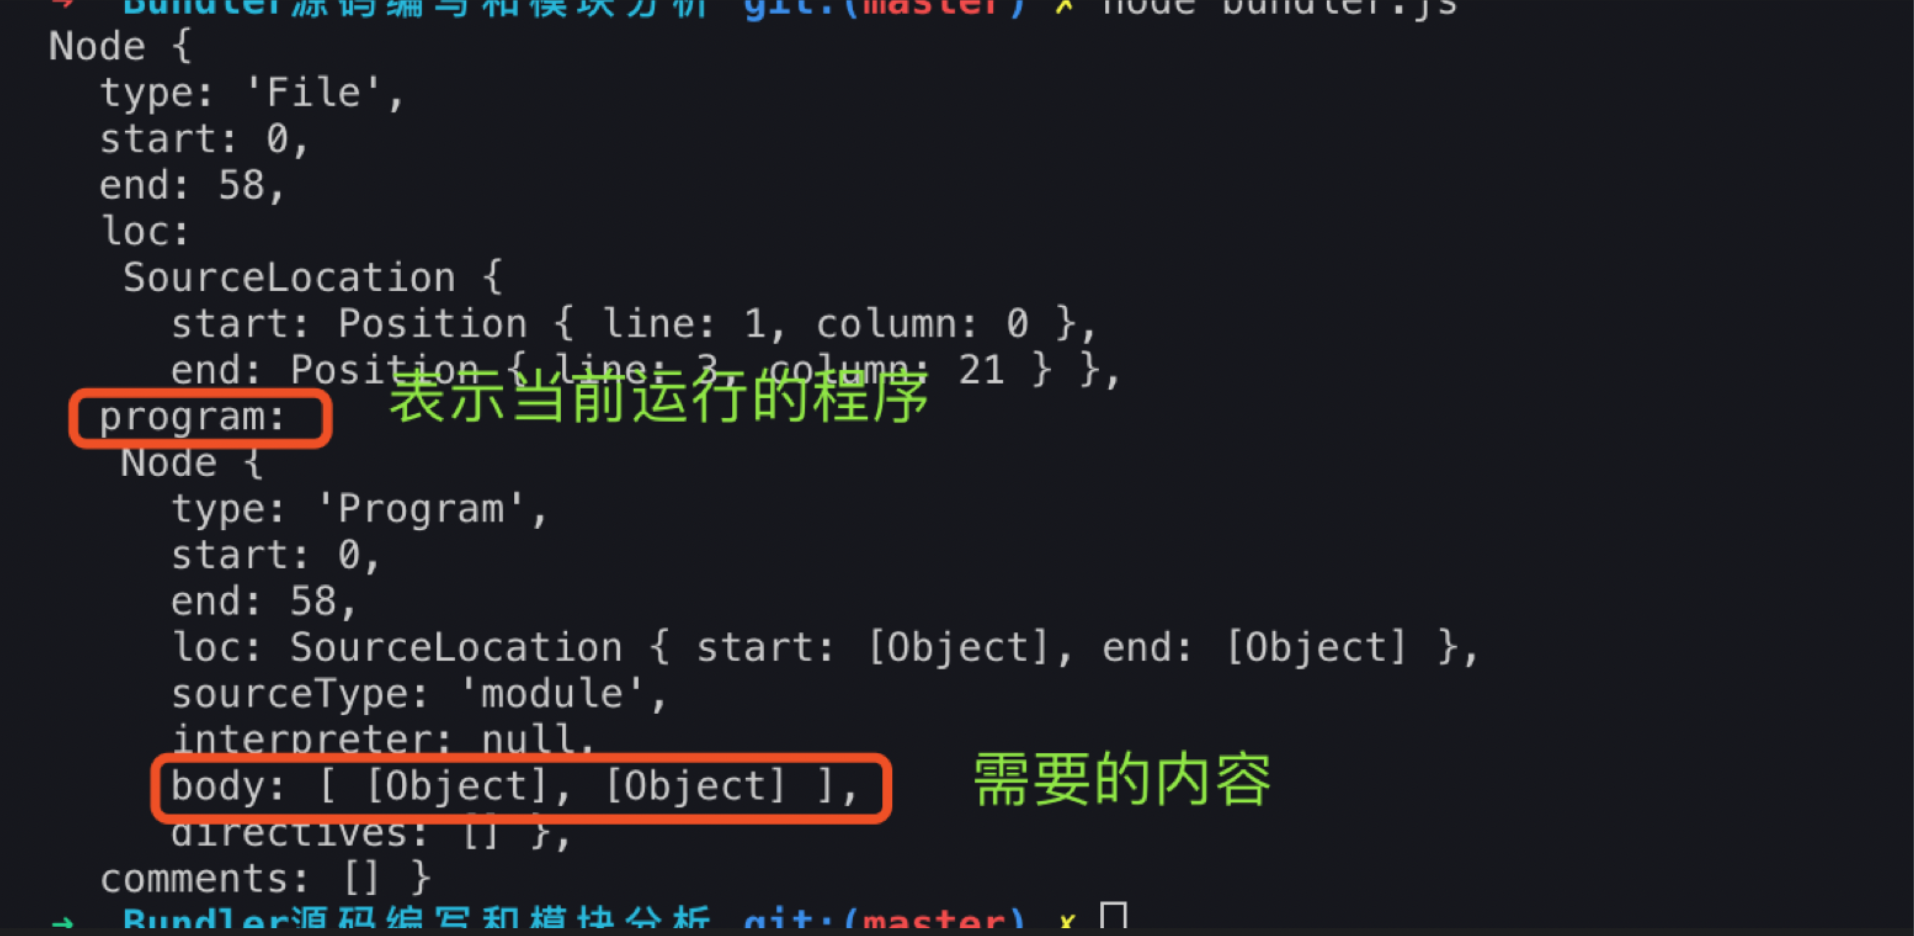 ➜ Bundler源码编写和模块分析 git:(master) ✗ node bundler.js
Node {
type: 'File',
start: 0,
end: 58,
loc:
SourceLocation {
start: Position { line: 1, column: 0 },
end: Position { line: 3, column: 21 } },
program:
表示当前运行的程序
Node {
type: 'Program',
start: 0,
end: 58,
loc: SourceLocation { start: [Object], end: [Object] },
sourceType: 'module',
interpreter: null,
body: [ [Object], [Object] ],
需要的内容
directives: [] },
comments: [] }
➜ Bundler源码编写和模块分析 git:(master) ✗